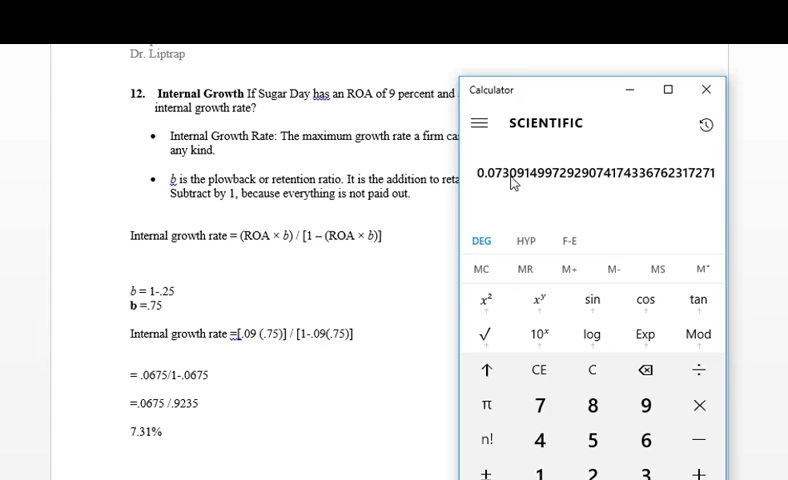 Dr. Liptrap
12. Internal Growth If Sugar Day has an ROA of 9 percent and
internal growth rate?
• Internal Growth Rate: The maximum growth rate a firm ca
any kind.
• b is the plowback or retention ratio. It is the addition to reta
Subtract by 1, because everything is not paid out.
Internal growth rate = (ROA × b) / [1 – (ROA × b)]
b = 1-.25
b =.75
Internal growth rate =[.09 (.75)] / [1-.09(.75)]
= .0675/1-.0675
=.0675 /.9235
7.31%
Calculator
SCIENTIFIC
0.07309149972929074174336762317271
DEG HYP F-E
MC MR M+ M- MS M˅
x² xʸ sin cos tan
√ 10ˣ log Exp Mod
↑ CE C ⌫ ÷
π 7 8 9 ×
n! 4 5 6 −
± 1 2 3 +